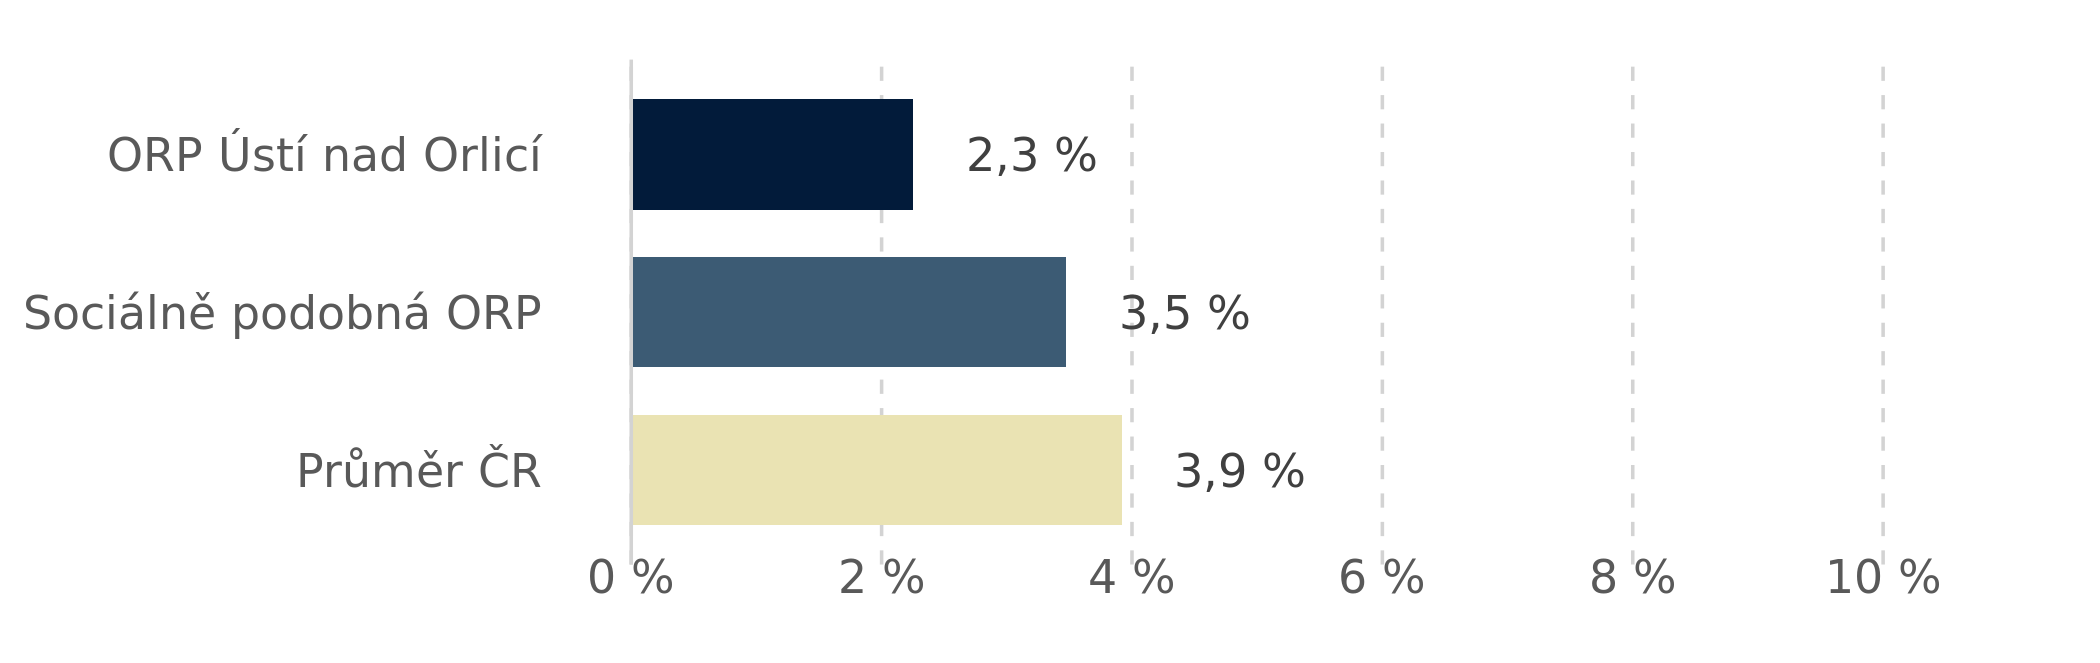 ORP Ústí nad Orlicí
2,3 %
Sociálně podobná ORP
3,5 %
Průměr ČR
3,9 %
0 % 2 % 4 % 6 % 8 % 10 %